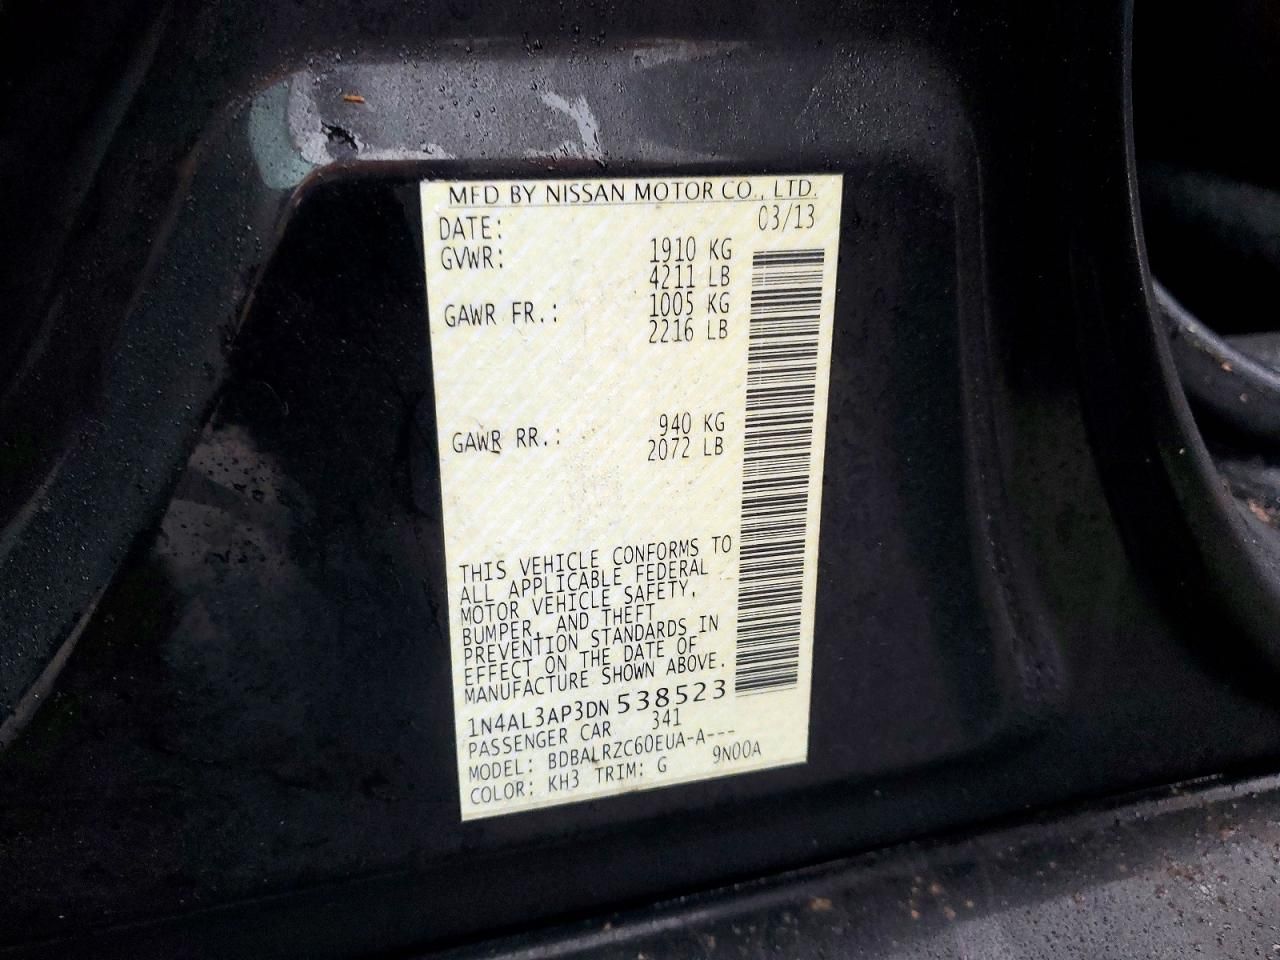 MFD BY NISSAN MOTOR CO., LTD.
DATE: 03/13
GVWR: 1910 KG
4211 LB
GAWR FR.: 1005 KG
2216 LB
GAWR RR.: 940 KG
2072 LB
THIS VEHICLE CONFORMS TO
ALL APPLICABLE FEDERAL
MOTOR VEHICLE SAFETY,
BUMPER, AND THEFT
PREVENTION STANDARDS IN
EFFECT ON THE DATE OF
MANUFACTURE SHOWN ABOVE.
1N4AL3AP3DN538523
PASSENGER CAR 341
MODEL: BDBALRZC60EUA-A---
COLOR: KH3 TRIM: G 9N00A